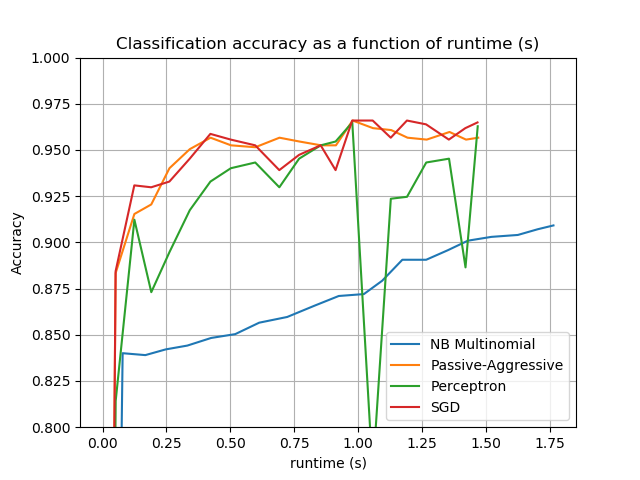 Classification accuracy as a function of runtime (s)
1.000
0.975
0.950
0.925
0.900
0.875
0.850
0.825
0.800
Accuracy
NB Multinomial
Passive-Aggressive
Perceptron
SGD
0.00 0.25 0.50 0.75 1.00 1.25 1.50 1.75
runtime (s)